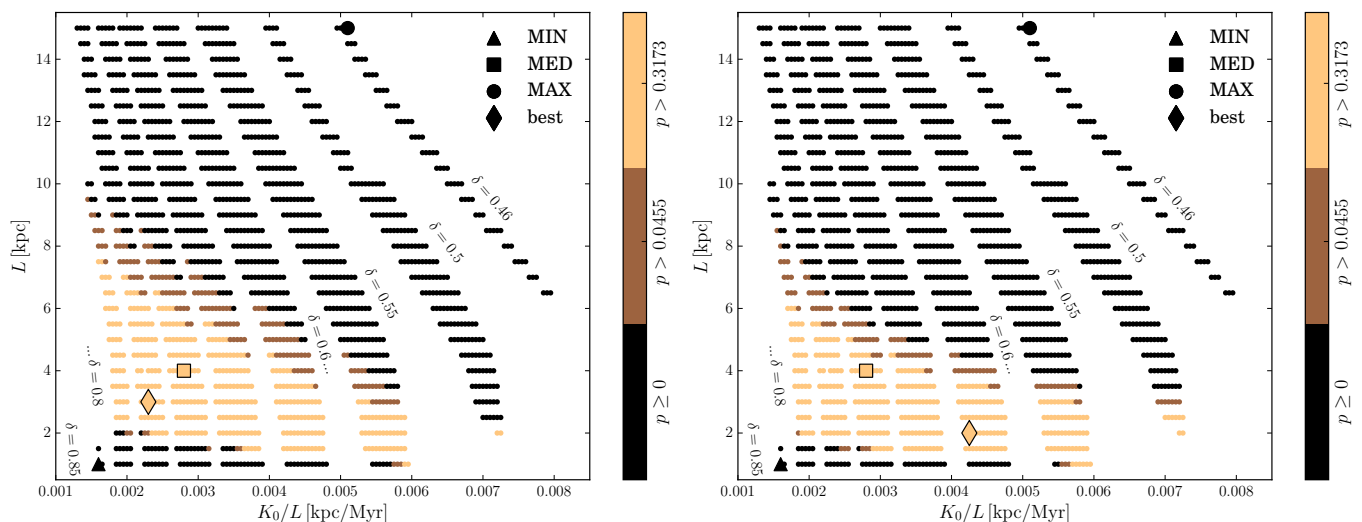 MIN
MED
MAX
best
δ = 0.46
δ = 0.5
δ = 0.55
δ = 0.6 ...
... δ = 0.8
δ = 0.85
14
12
10
8
6
4
2
L [kpc]
0.001 0.002 0.003 0.004 0.005 0.006 0.007 0.008
K₀/L [kpc/Myr]
p > 0.3173
p > 0.0455
p ≥ 0
MIN
MED
MAX
best
δ = 0.46
δ = 0.5
δ = 0.55
δ = 0.6 ...
... δ = 0.8
δ = 0.85
14
12
10
8
6
4
2
L [kpc]
0.001 0.002 0.003 0.004 0.005 0.006 0.007 0.008
K₀/L [kpc/Myr]
p > 0.3173
p > 0.0455
p ≥ 0